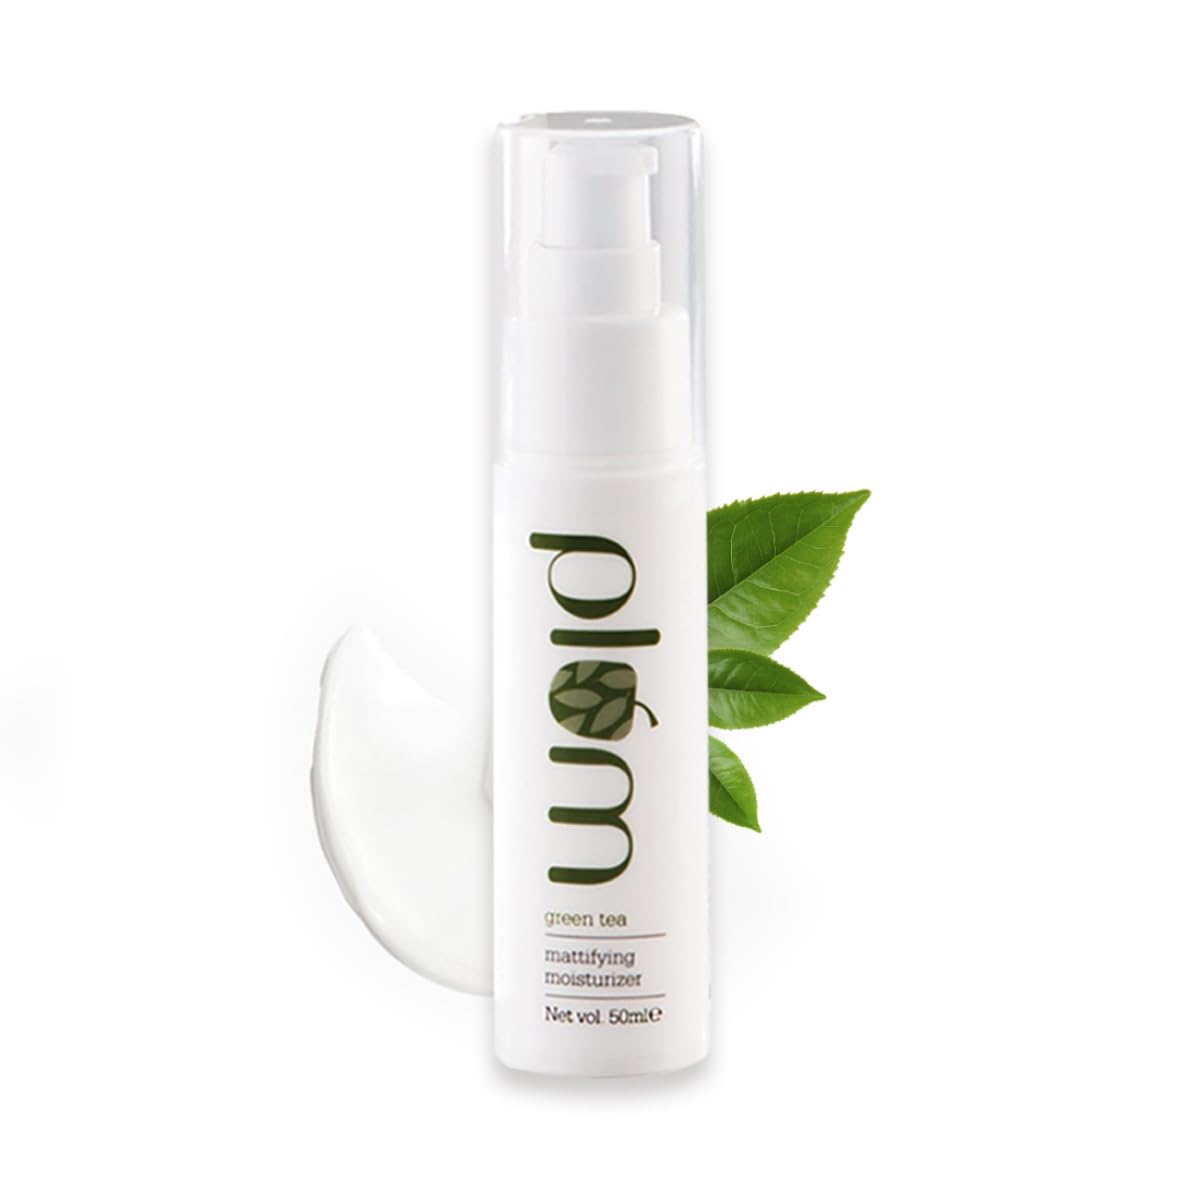 plum
green tea
mattifying
moisturizer
Net vol. 50ml℮